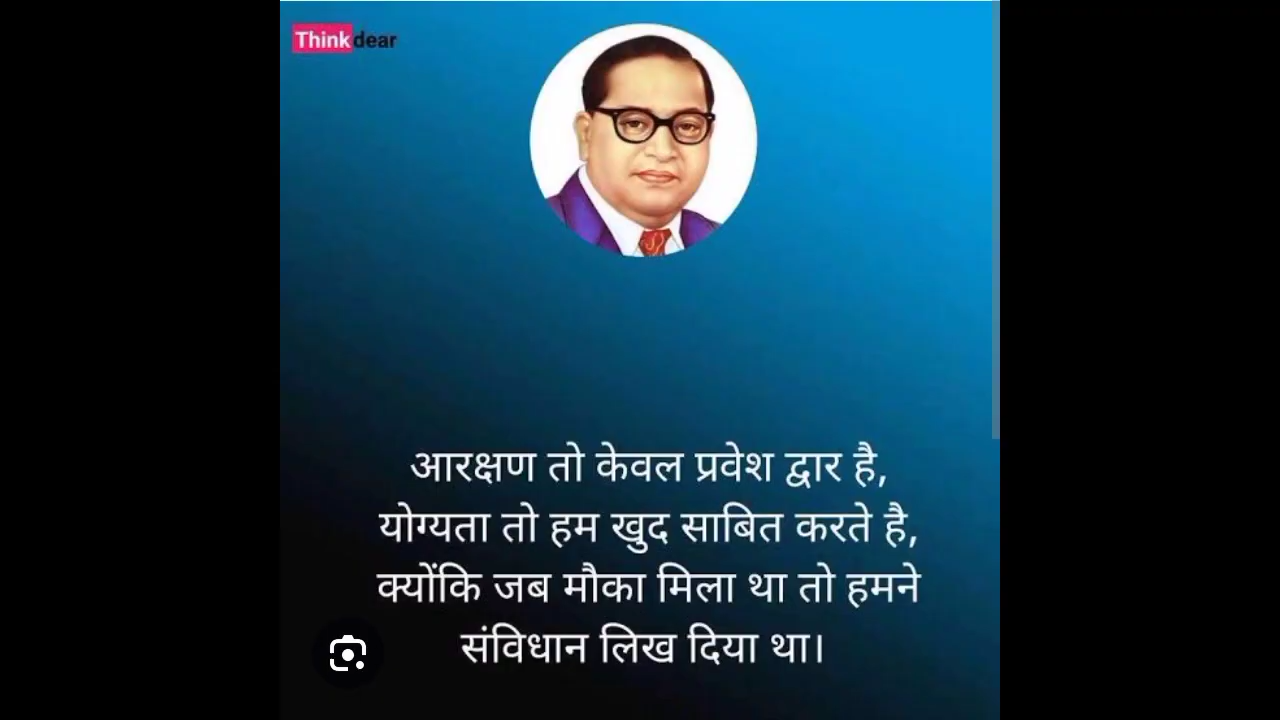 Thinkdear
आरक्षण तो केवल प्रवेश द्वार है,
योग्यता तो हम खुद साबित करते है,
क्योंकि जब मौका मिला था तो हमने
संविधान लिख दिया था।